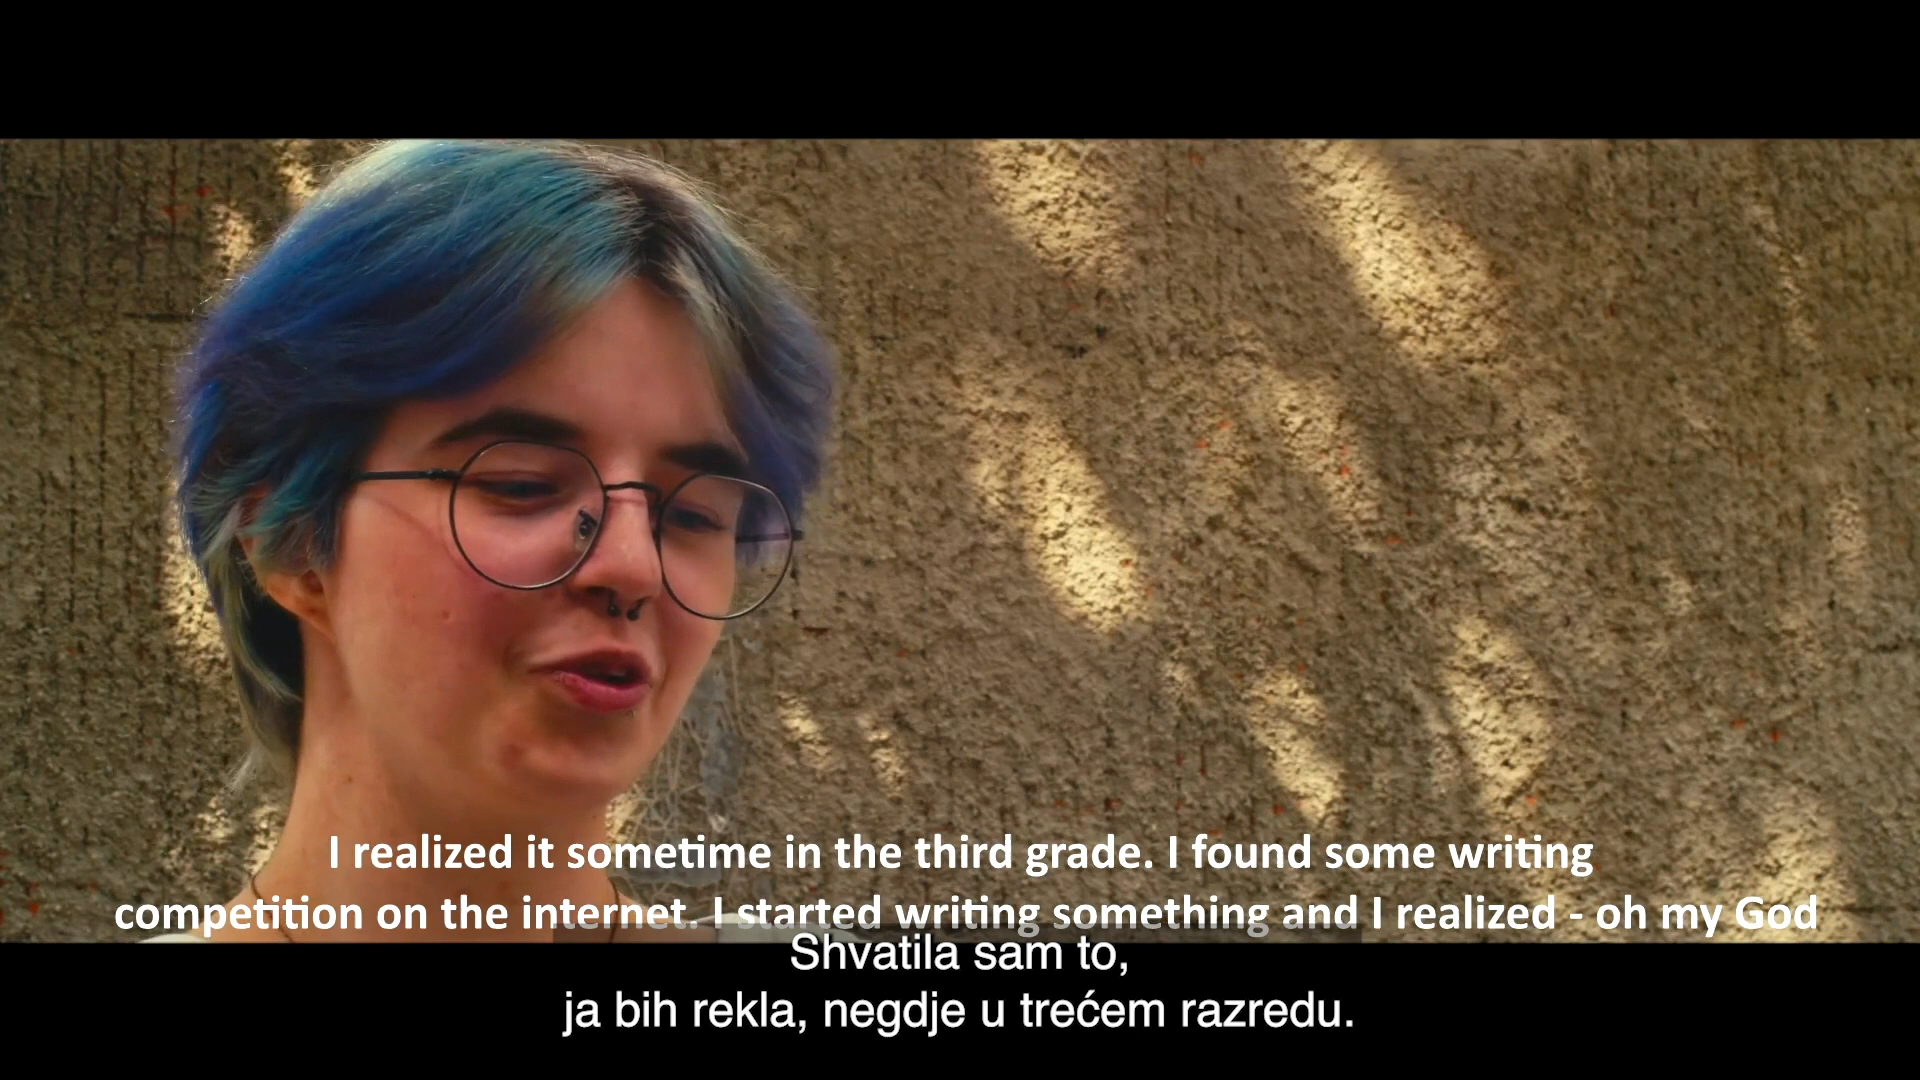 I realized it sometime in the third grade. I found some writing
competition on the internet. I started writing something and I realized - oh my God
Shvatila sam to,
ja bih rekla, negdje u trećem razredu.